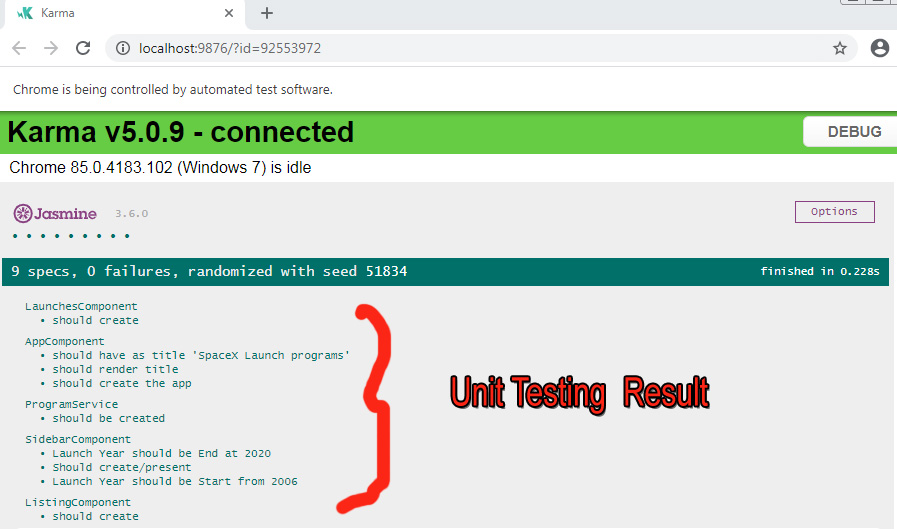 Karma
localhost:9876/?id=92553972
Chrome is being controlled by automated test software.
Karma v5.0.9 - connected
DEBUG
Chrome 85.0.4183.102 (Windows 7) is idle
Jasmine 3.6.0
Options
9 specs, 0 failures, randomized with seed 51834
finished in 0.228s
LaunchesComponent
• should create
AppComponent
• should have as title 'SpaceX Launch programs'
• should render title
• should create the app
ProgramService
• should be created
SidebarComponent
• Launch Year should be End at 2020
• Should create/present
• Launch Year should be Start from 2006
ListingComponent
• should create
Unit Testing Result